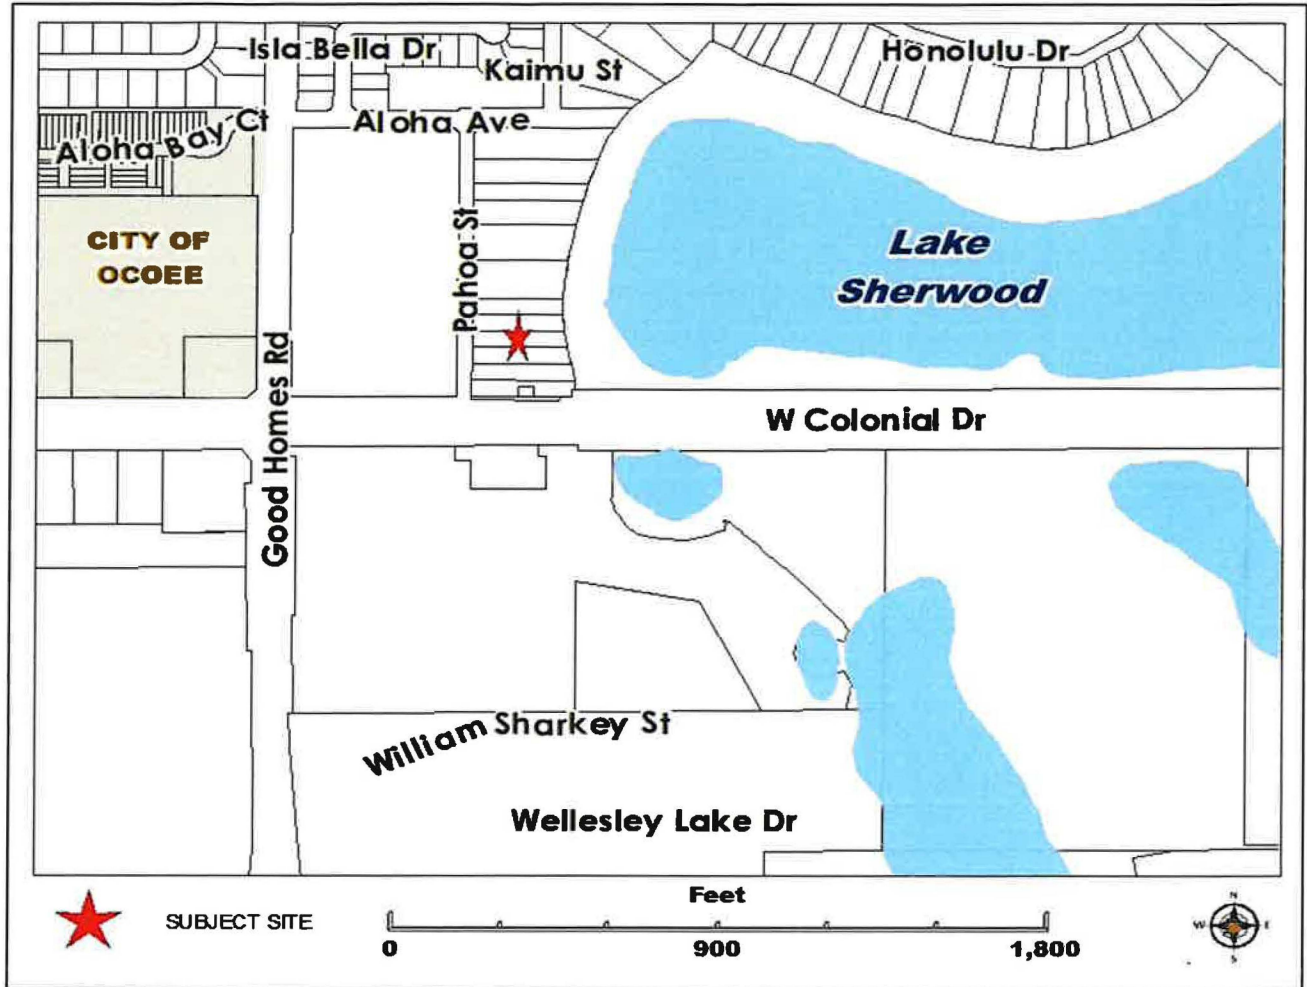 Isla Bella Dr
Honolulu Dr
Kaimu St
Aloha Ave
Aloha Bay Ct
CITY OF
OCOEE
Pahoa St
Lake
Sherwood
Good Homes Rd
W Colonial Dr
William Sharkey St
Wellesley Lake Dr
SUBJECT SITE
Feet
0 900 1,800
N
W E
S